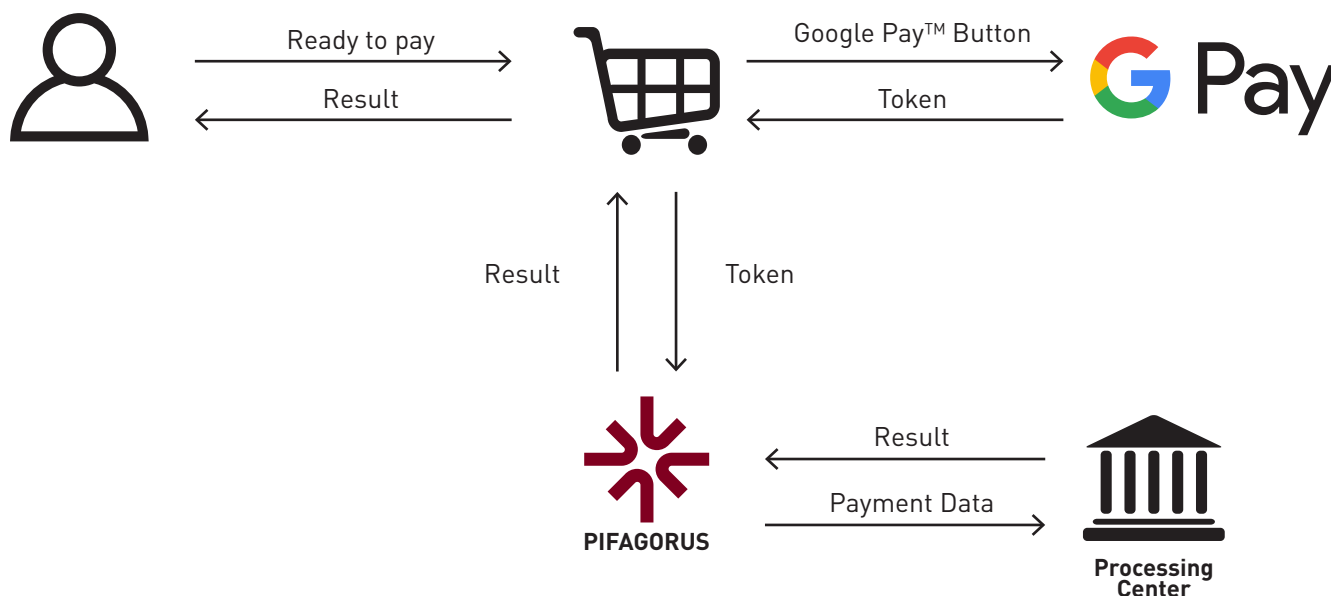 Ready to pay
Google Pay™ Button
Result
Token
G Pay
Result
Token
Result
Payment Data
PIFAGORUS
Processing
Center